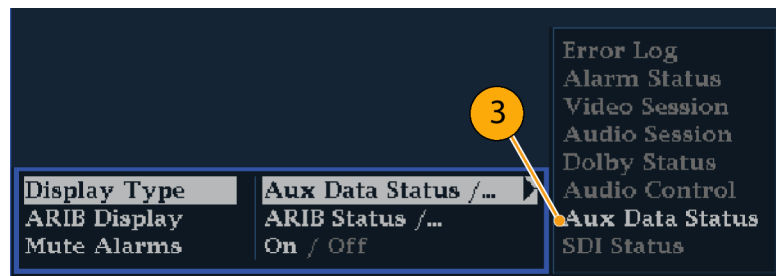 Error Log
Alarm Status
Video Session
3
Audio Session
Dolby Status
Display Type Aux Data Status /... Audio Control
ARIB Display ARIB Status /... Aux Data Status
Mute Alarms On / Off SDI Status